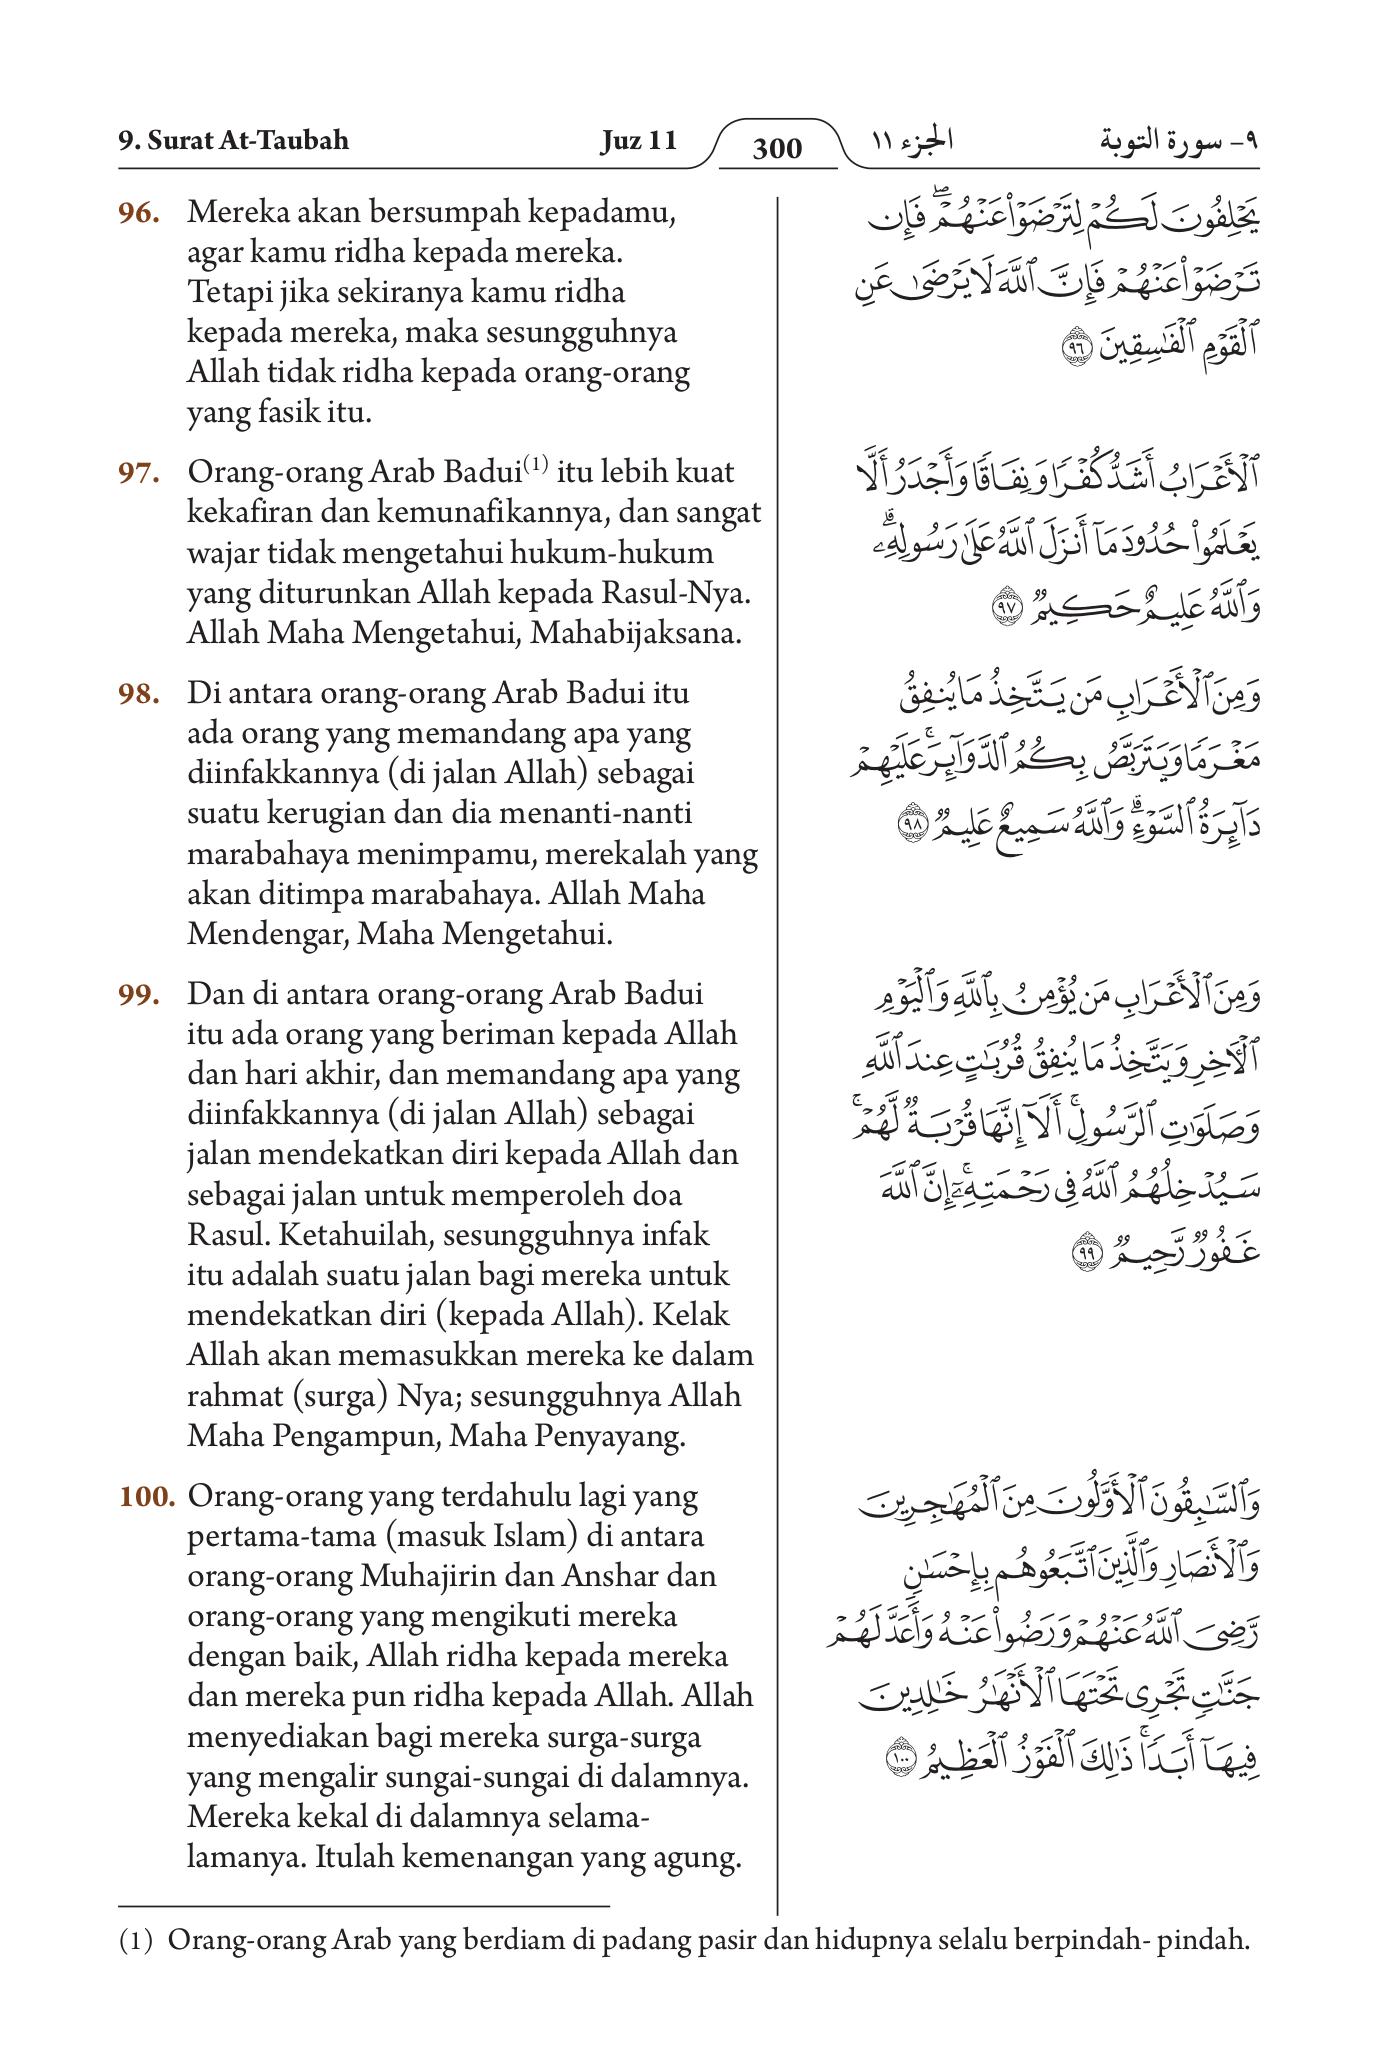 9. Surat At-Taubah
Juz 11
300
الجزء ١١
٩- سورة التوبة
96. Mereka akan bersumpah kepadamu,
agar kamu ridha kepada mereka.
Tetapi jika sekiranya kamu ridha
kepada mereka, maka sesungguhnya
Allah tidak ridha kepada orang-orang
yang fasik itu.
97. Orang-orang Arab Badui(1) itu lebih kuat
kekafiran dan kemunafikannya, dan sangat
wajar tidak mengetahui hukum-hukum
yang diturunkan Allah kepada Rasul-Nya.
Allah Maha Mengetahui, Mahabijaksana.
98. Di antara orang-orang Arab Badui itu
ada orang yang memandang apa yang
diinfakkannya (di jalan Allah) sebagai
suatu kerugian dan dia menanti-nanti
marabahaya menimpamu, merekalah yang
akan ditimpa marabahaya. Allah Maha
Mendengar, Maha Mengetahui.
99. Dan di antara orang-orang Arab Badui
itu ada orang yang beriman kepada Allah
dan hari akhir, dan memandang apa yang
diinfakkannya (di jalan Allah) sebagai
jalan mendekatkan diri kepada Allah dan
sebagai jalan untuk memperoleh doa
Rasul. Ketahuilah, sesungguhnya infak
itu adalah suatu jalan bagi mereka untuk
mendekatkan diri (kepada Allah). Kelak
Allah akan memasukkan mereka ke dalam
rahmat (surga) Nya; sesungguhnya Allah
Maha Pengampun, Maha Penyayang.
100. Orang-orang yang terdahulu lagi yang
pertama-tama (masuk Islam) di antara
orang-orang Muhajirin dan Anshar dan
orang-orang yang mengikuti mereka
dengan baik, Allah ridha kepada mereka
dan mereka pun ridha kepada Allah. Allah
menyediakan bagi mereka surga-surga
yang mengalir sungai-sungai di dalamnya.
Mereka kekal di dalamnya selama-
lamanya. Itulah kemenangan yang agung.
يَحۡلِفُونَ لَكُمۡ لِتَرۡضَوۡاْ عَنۡهُمۡۖ فَإِن
تَرۡضَوۡاْ عَنۡهُمۡ فَإِنَّ ٱللَّهَ لَا يَرۡضَىٰ عَنِ
ٱلۡقَوۡمِ ٱلۡفَٰسِقِينَ ٩٦
ٱلۡأَعۡرَابُ أَشَدُّ كُفۡرٗا وَنِفَاقٗا وَأَجۡدَرُ أَلَّا
يَعۡلَمُواْ حُدُودَ مَآ أَنزَلَ ٱللَّهُ عَلَىٰ رَسُولِهِۦۗ
وَٱللَّهُ عَلِيمٌ حَكِيمٞ ٩٧
وَمِنَ ٱلۡأَعۡرَابِ مَن يَتَّخِذُ مَا يُنفِقُ
مَغۡرَمٗا وَيَتَرَبَّصُ بِكُمُ ٱلدَّوَآئِرَۚ عَلَيۡهِمۡ
دَآئِرَةُ ٱلسَّوۡءِۗ وَٱللَّهُ سَمِيعٌ عَلِيمٞ ٩٨
وَمِنَ ٱلۡأَعۡرَابِ مَن يُؤۡمِنُ بِٱللَّهِ وَٱلۡيَوۡمِ
ٱلۡأٓخِرِ وَيَتَّخِذُ مَا يُنفِقُ قُرُبَٰتٍ عِندَ ٱللَّهِ
وَصَلَوَٰتِ ٱلرَّسُولِۚ أَلَآ إِنَّهَا قُرۡبَةٞ لَّهُمۡۚ
سَيُدۡخِلُهُمُ ٱللَّهُ فِي رَحۡمَتِهِۦٓۚ إِنَّ ٱللَّهَ
غَفُورٞ رَّحِيمٞ ٩٩
وَٱلسَّٰبِقُونَ ٱلۡأَوَّلُونَ مِنَ ٱلۡمُهَٰجِرِينَ
وَٱلۡأَنصَارِ وَٱلَّذِينَ ٱتَّبَعُوهُم بِإِحۡسَٰنٖ
رَّضِيَ ٱللَّهُ عَنۡهُمۡ وَرَضُواْ عَنۡهُ وَأَعَدَّ لَهُمۡ
جَنَّٰتٖ تَجۡرِي تَحۡتَهَا ٱلۡأَنۡهَٰرُ خَٰلِدِينَ
فِيهَآ أَبَدٗاۚ ذَٰلِكَ ٱلۡفَوۡزُ ٱلۡعَظِيمُ ١٠٠
(1) Orang-orang Arab yang berdiam di padang pasir dan hidupnya selalu berpindah- pindah.